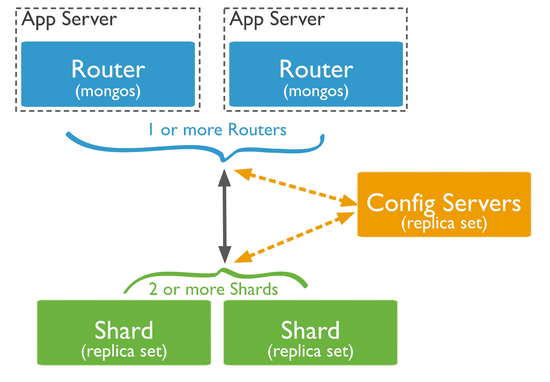 App Server
App Server
Router
(mongos)
Router
(mongos)
1 or more Routers
Config Servers
(replica set)
2 or more Shards
Shard
(replica set)
Shard
(replica set)